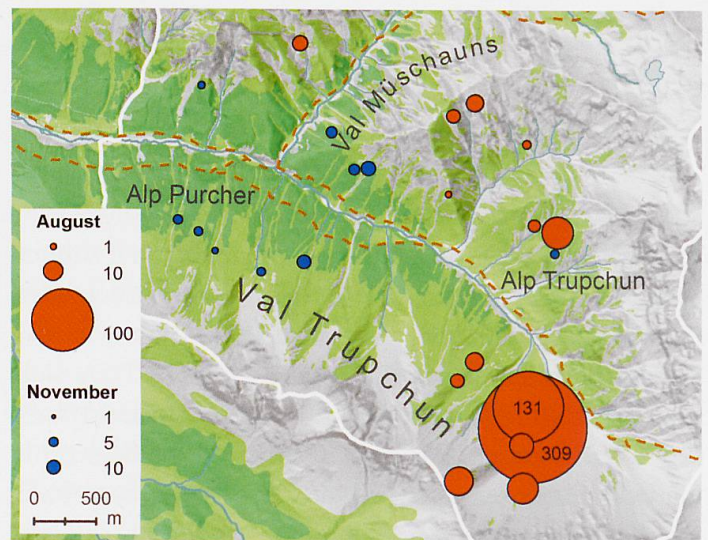 Val Müschauns
Alp Purcher
Alp Trupchun
Val Trupchun
131
309
August
1
10
100
November
1
5
10
0 500
m